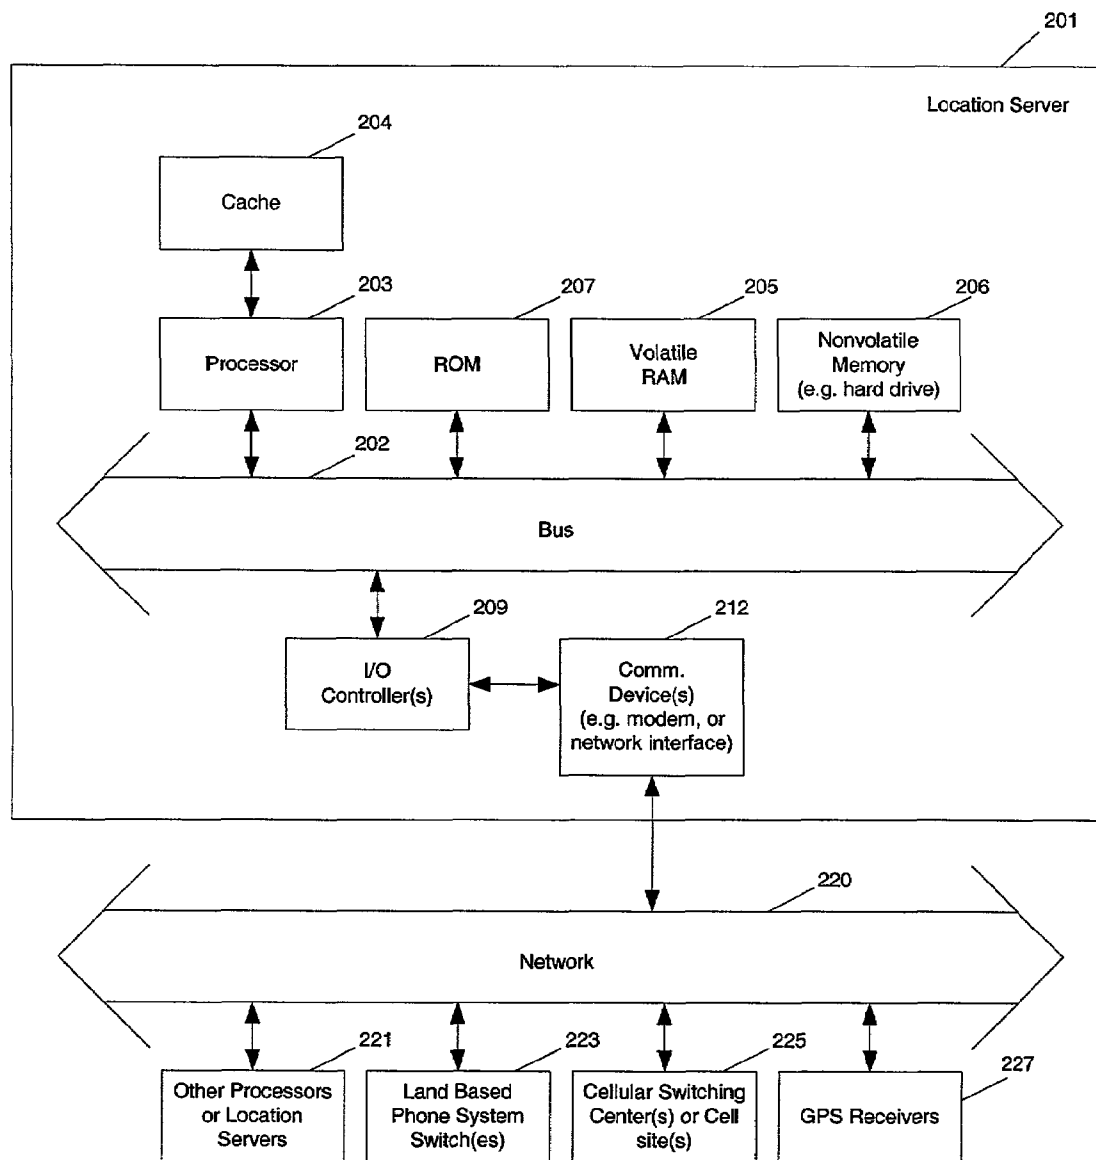 201
Location Server
204
Cache
203
207
205
206
Processor
ROM
Volatile
RAM
Nonvolatile
Memory
(e.g. hard drive)
202
Bus
209
212
I/O
Controller(s)
Comm.
Device(s)
(e.g. modem, or
network interface)
220
Network
221
223
225
227
Other Processors
or Location
Servers
Land Based
Phone System
Switch(es)
Cellular Switching
Center(s) or Cell
site(s)
GPS Receivers